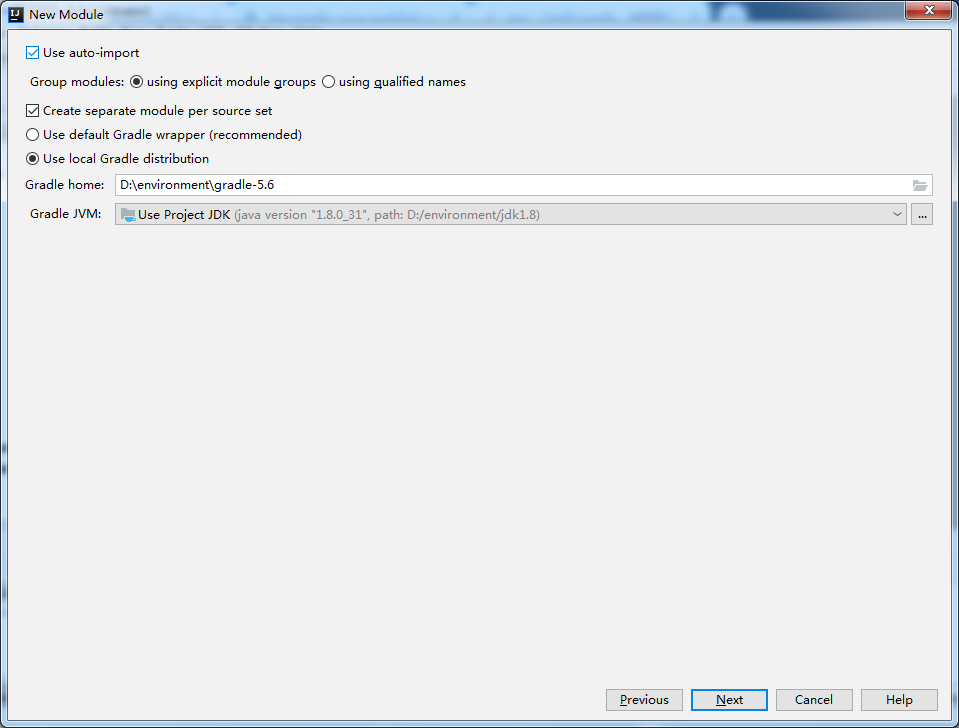 New Module
Use auto-import
Group modules: using explicit module groups using qualified names
Create separate module per source set
Use default Gradle wrapper (recommended)
Use local Gradle distribution
Gradle home: D:\environment\gradle-5.6
Gradle JVM: Use Project JDK (java version "1.8.0_31", path: D:/environment/jdk1.8) ...
Previous Next Cancel Help